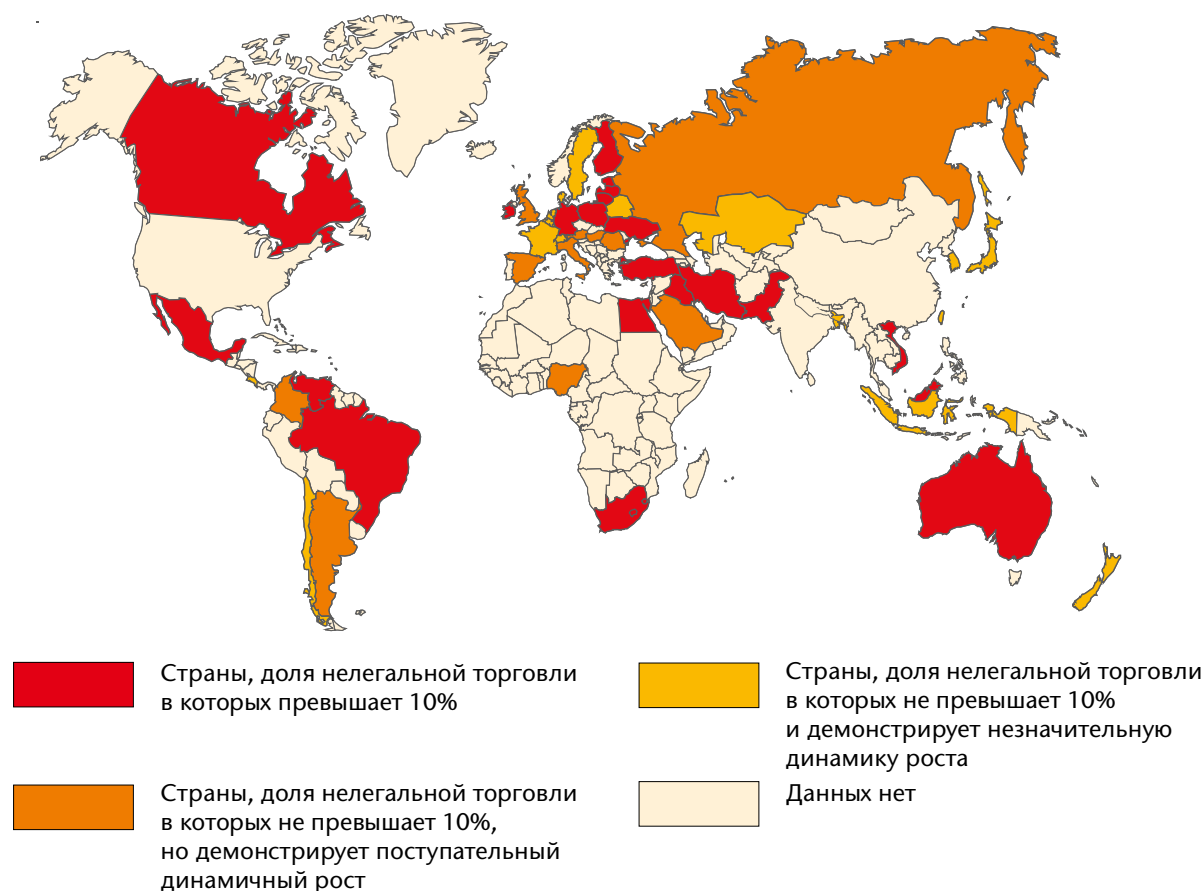 Страны, доля нелегальной торговли
в которых превышает 10%
Страны, доля нелегальной торговли
в которых не превышает 10%,
но демонстрирует поступательный
динамичный рост
Страны, доля нелегальной торговли
в которых не превышает 10%
и демонстрирует незначительную
динамику роста
Данных нет